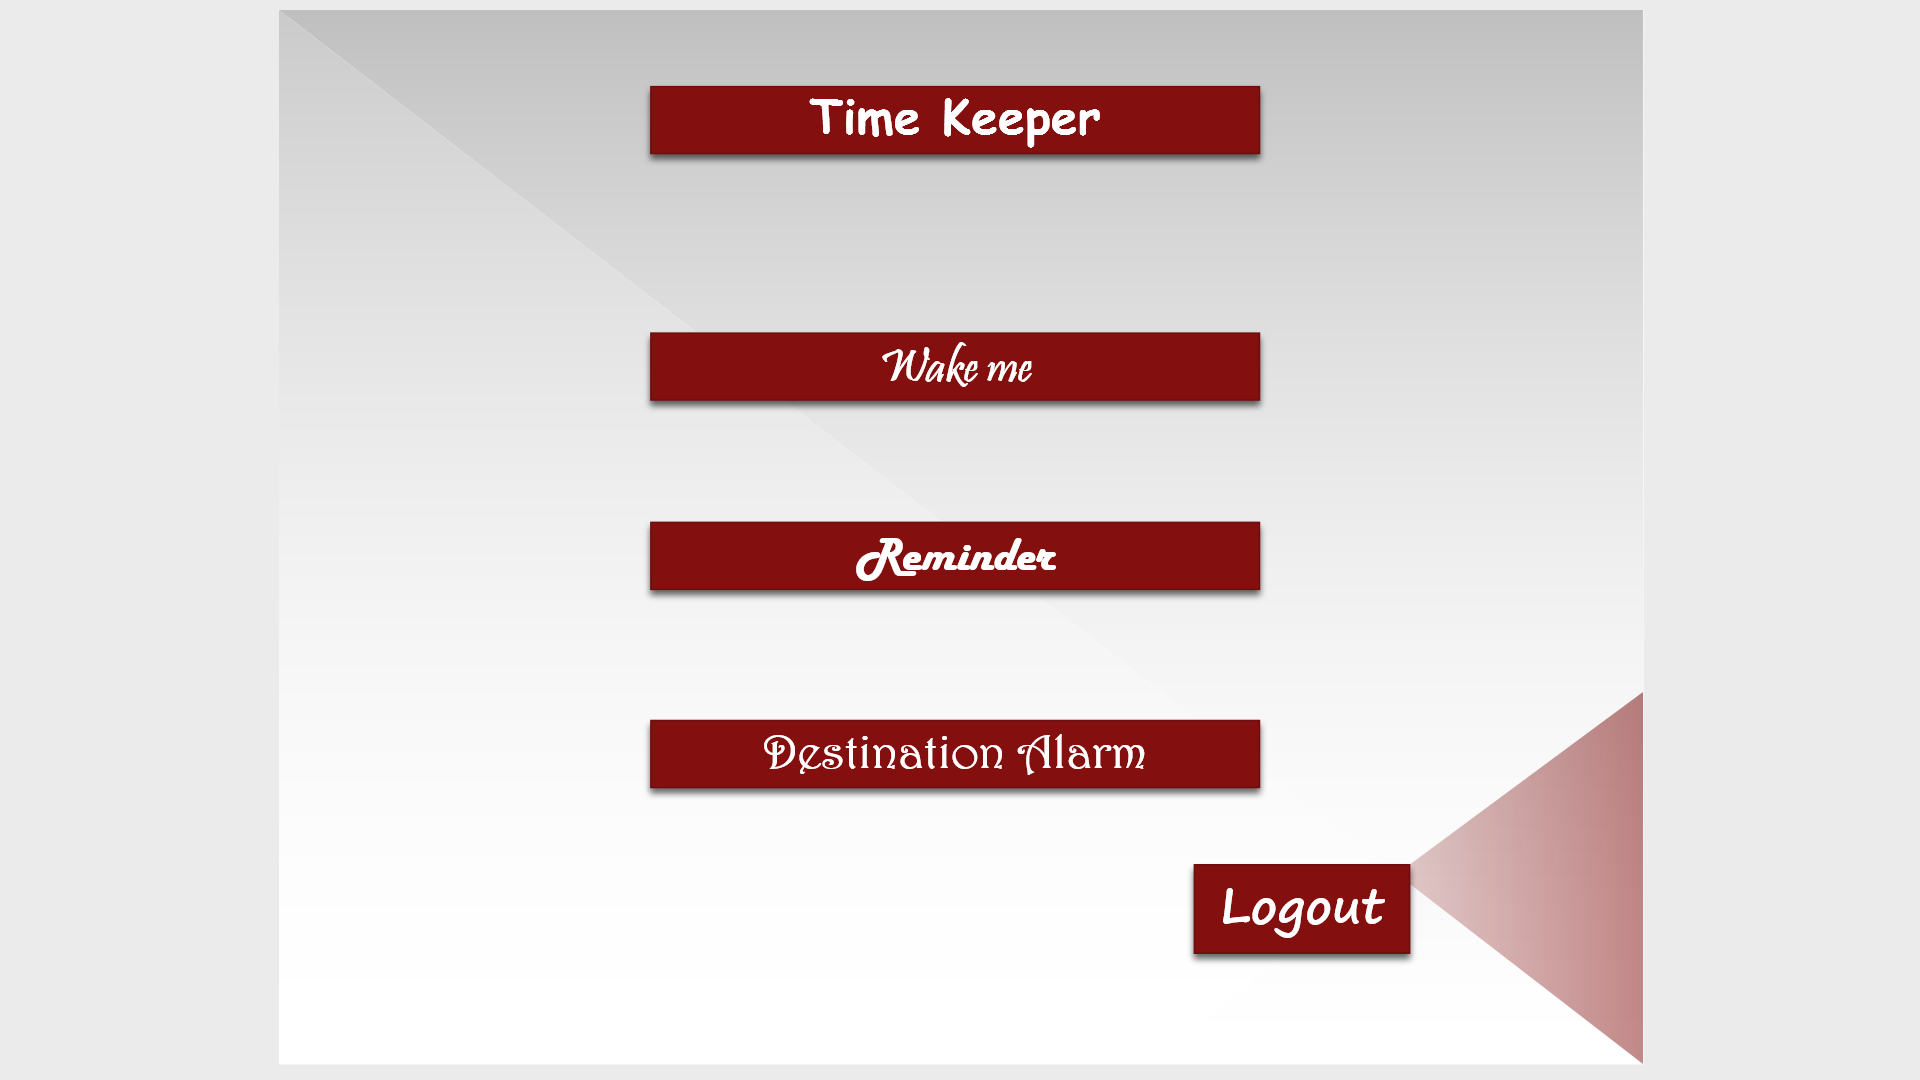 Time Keeper
Wake me
Reminder
Destination Alarm
Logout